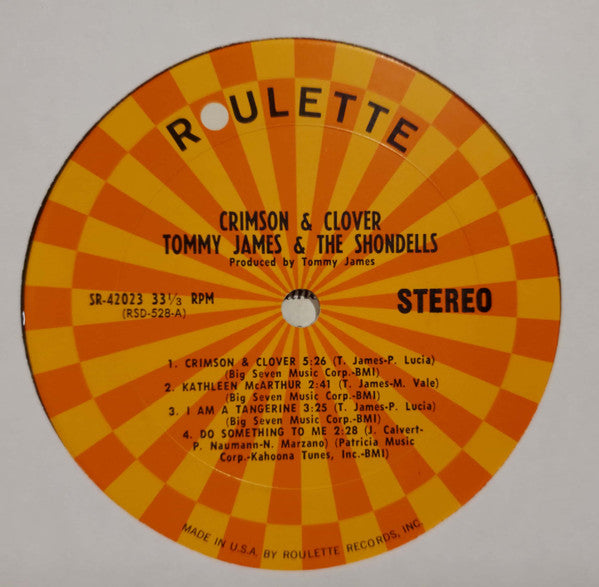 ROULETTE
CRIMSON & CLOVER
TOMMY JAMES & THE SHONDELLS
Produced by Tommy James
SR-42023 33⅓ RPM
(RSD-528-A)
STEREO
1. CRIMSON & CLOVER 5:26 (T. James-P. Lucia)
(Big Seven Music Corp.-BMI)
2. KATHLEEN McARTHUR 2:41 (T. James-M. Vale)
(Big Seven Music Corp.-BMI)
3. I AM A TANGERINE 3:25 (T. James-P. Lucia)
(Big Seven Music Corp.-BMI)
4. DO SOMETHING TO ME 2:28 (J. Calvert-
P. Naumann-N. Marzano) (Patricia Music
Corp.-Kahoona Tunes, Inc.-BMI)
MADE IN U.S.A. BY ROULETTE RECORDS, INC.